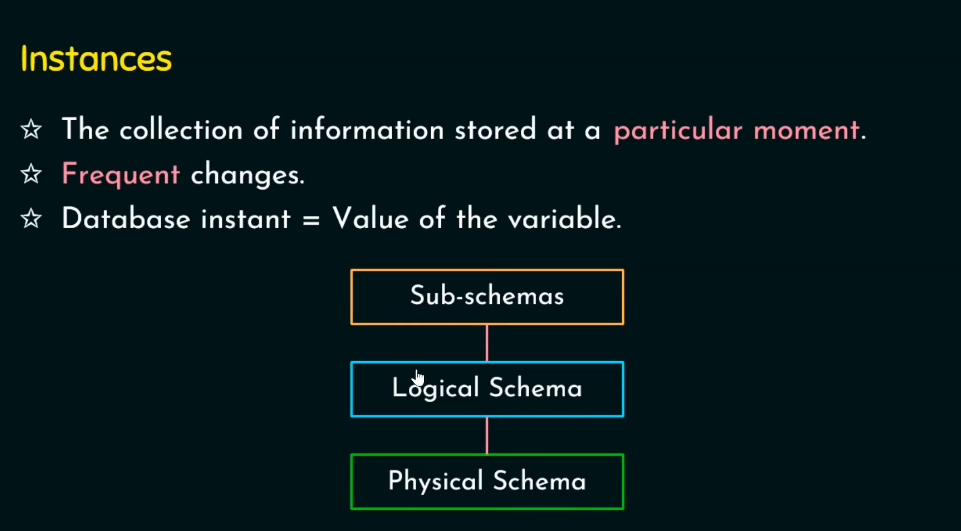 Instances
☆ The collection of information stored at a particular moment.
☆ Frequent changes.
☆ Database instant = Value of the variable.
Sub-schemas
Logical Schema
Physical Schema